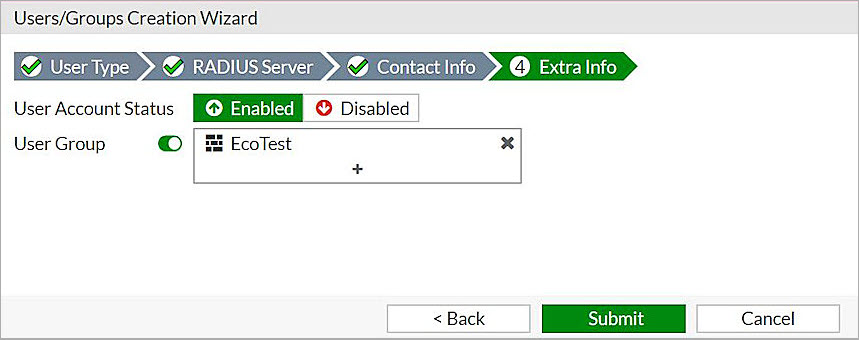 Users/Groups Creation Wizard
User Type RADIUS Server Contact Info 4 Extra Info
User Account Status Enabled Disabled
User Group EcoTest
< Back Submit Cancel